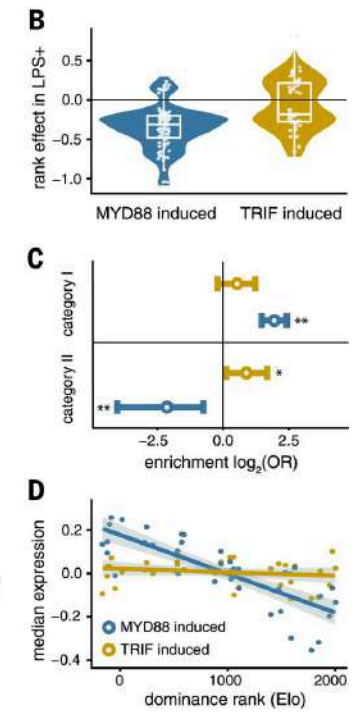 B
rank effect in LPS+
0.5
0.0
−0.5
−1.0
MYD88 induced TRIF induced
C
category I
**
category II
*
**
−2.5 0.0 2.5
enrichment log₂(OR)
D
median expression
0.2
0.0
−0.2
−0.4
MYD88 induced
TRIF induced
0 1000 2000
dominance rank (Elo)